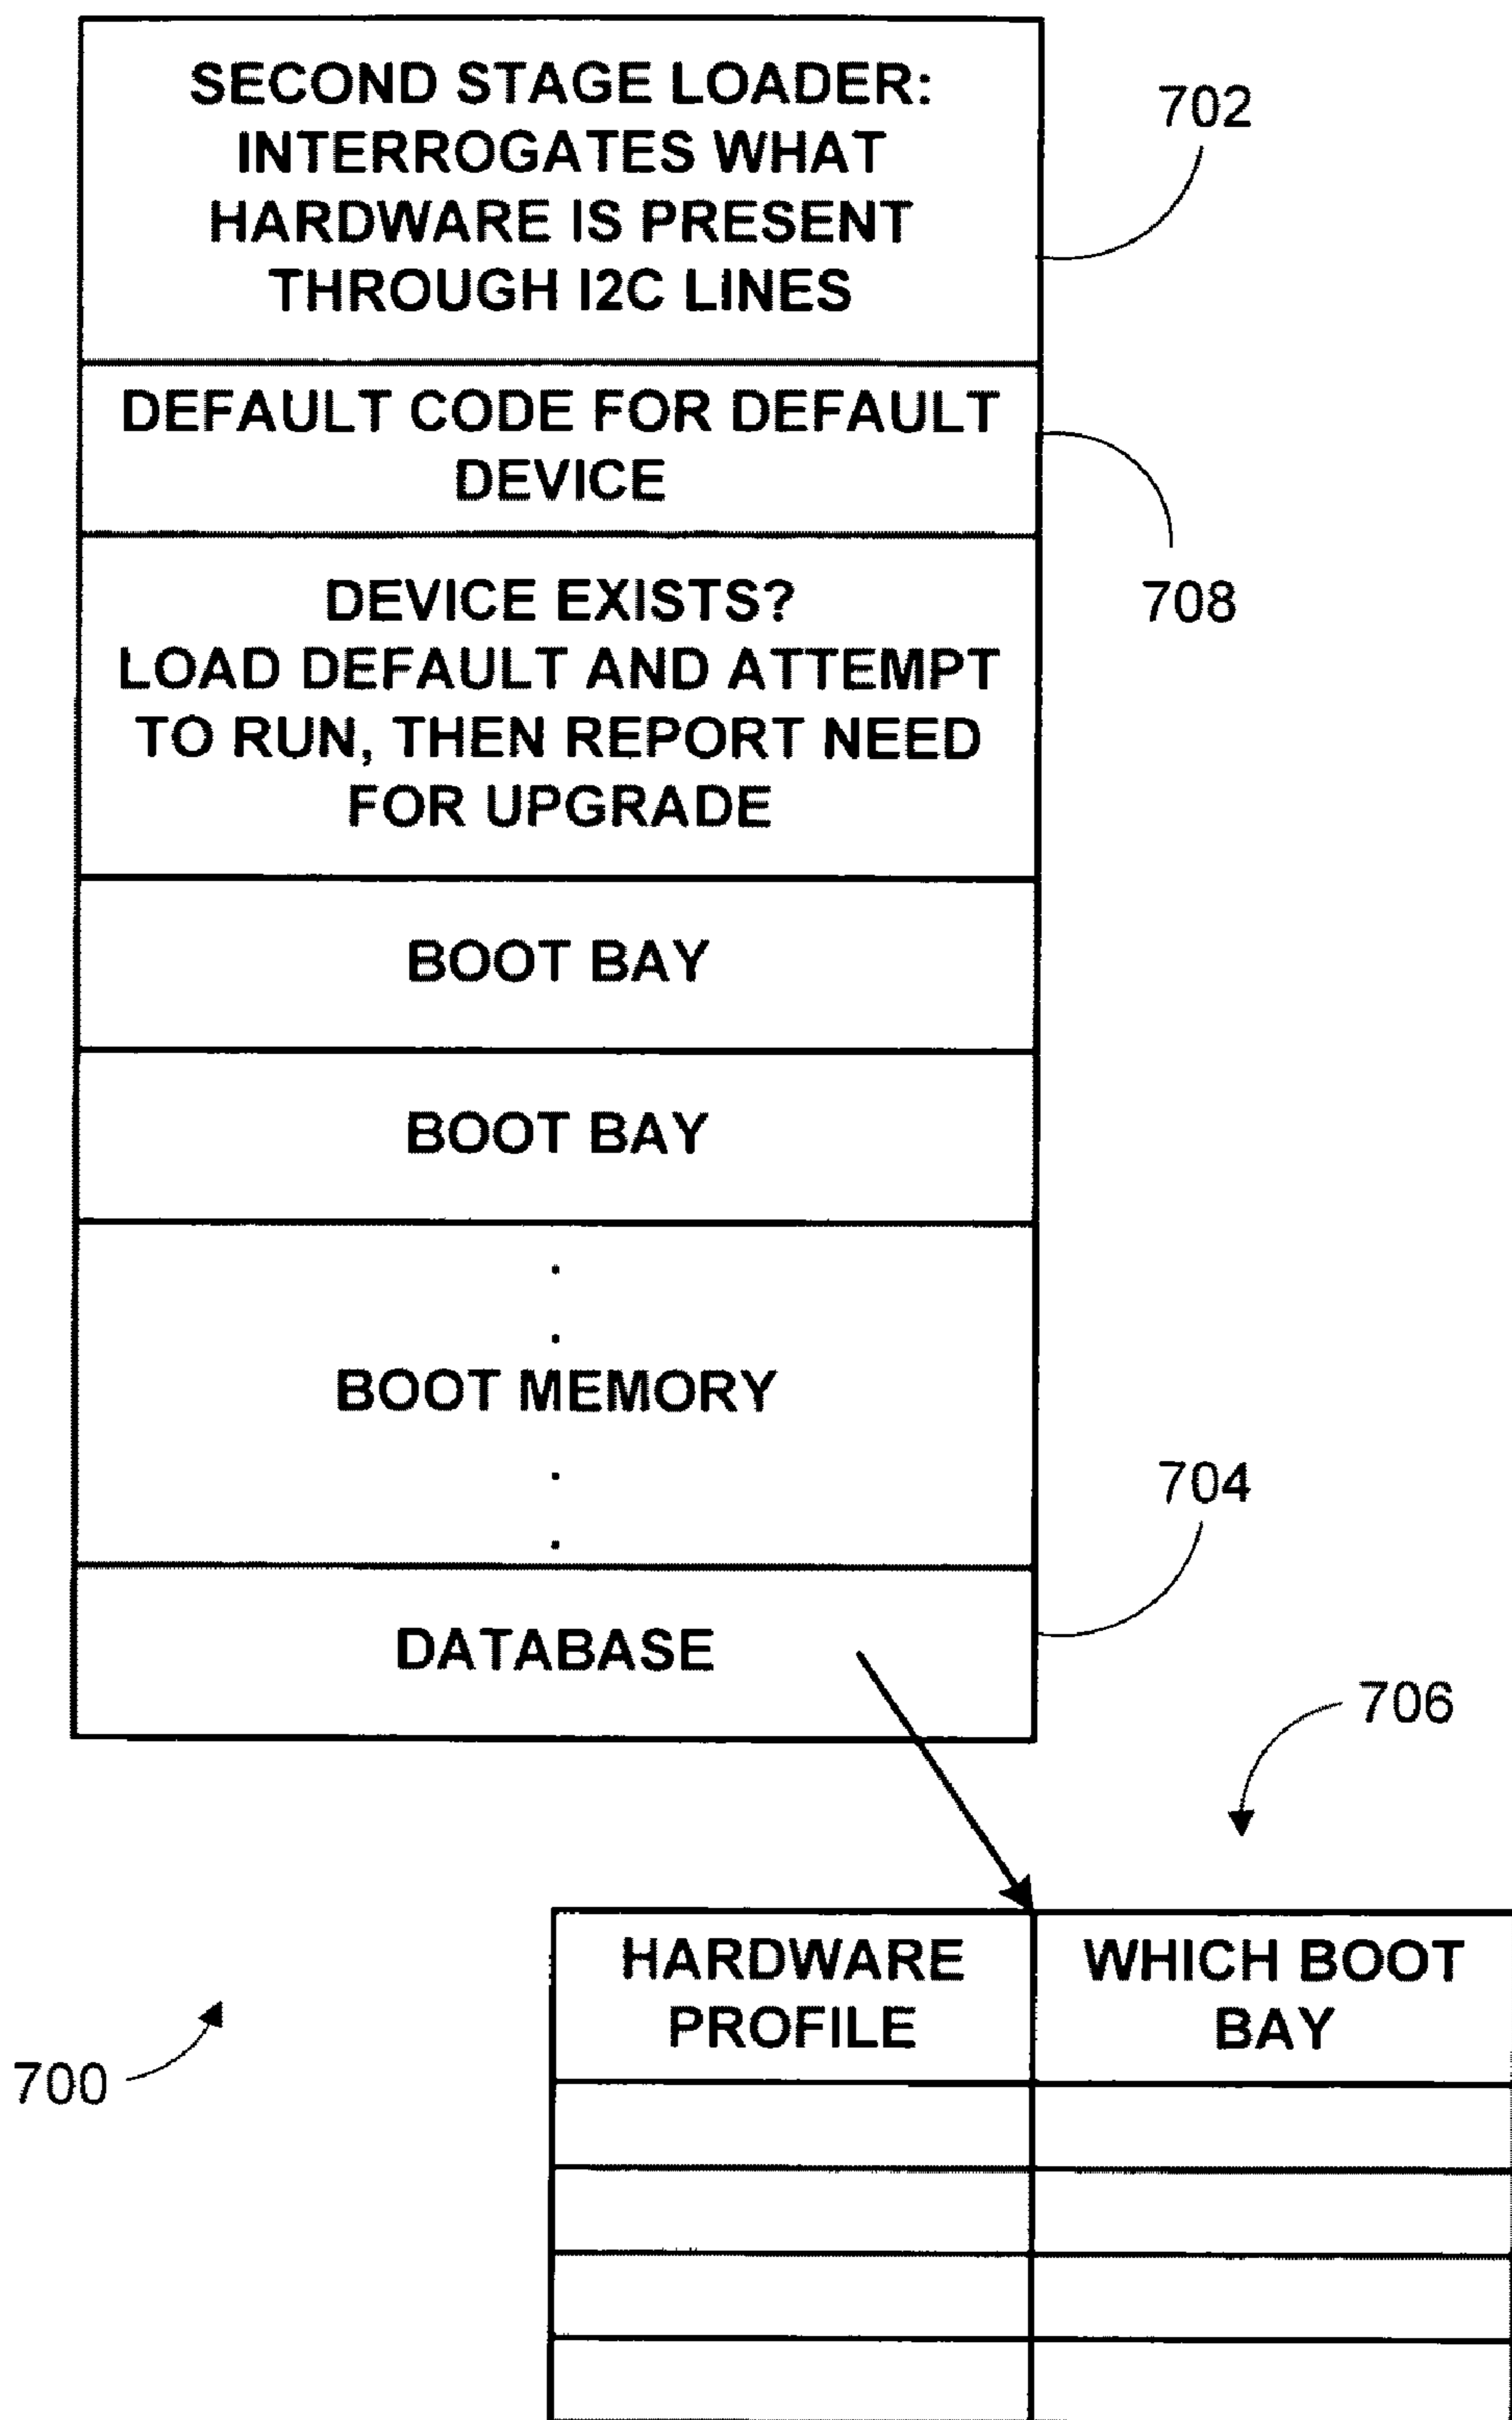 SECOND STAGE LOADER:
INTERROGATES WHAT
HARDWARE IS PRESENT
THROUGH I2C LINES
702
DEFAULT CODE FOR DEFAULT
DEVICE
708
DEVICE EXISTS?
LOAD DEFAULT AND ATTEMPT
TO RUN, THEN REPORT NEED
FOR UPGRADE
BOOT BAY
BOOT BAY
.
.
BOOT MEMORY
.
.
704
DATABASE
706
HARDWARE
PROFILE
WHICH BOOT
BAY
700